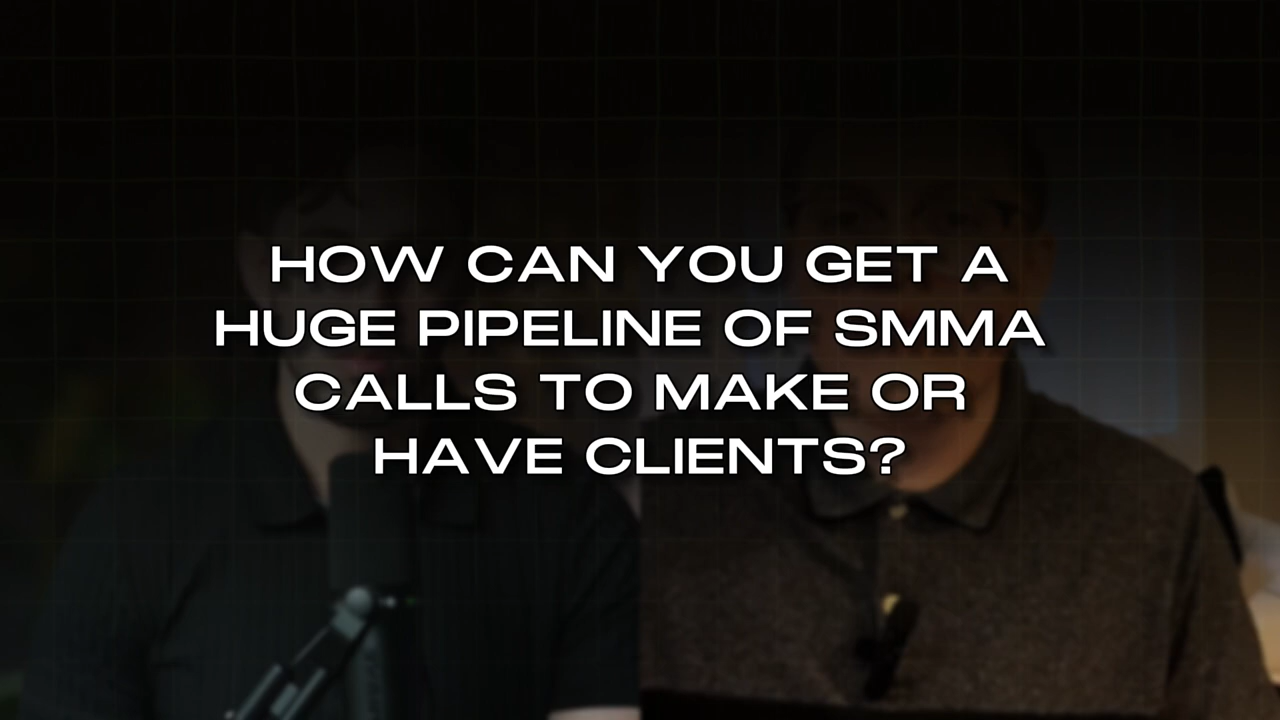 HOW CAN YOU GET A
HUGE PIPELINE OF SMMA
CALLS TO MAKE OR
HAVE CLIENTS?